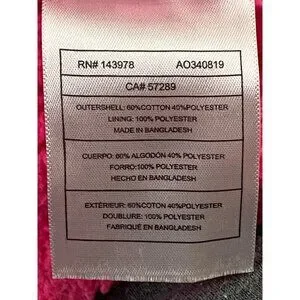 RN# 143978 AO340819
CA# 57289
OUTERSHELL: 60%COTTON 40%POLYESTER
LINING: 100% POLYESTER
MADE IN BANGLADESH
CUERPO: 60% ALGODÓN 40% POLYESTER
FORRO:100% POLYESTER
HECHO EN BANGLADESH
EXTÉRIEUR: 60%COTON 40%POLYESTER
DOUBLURE: 100% POLYESTER
FABRIQUÉ EN BANGLADESH